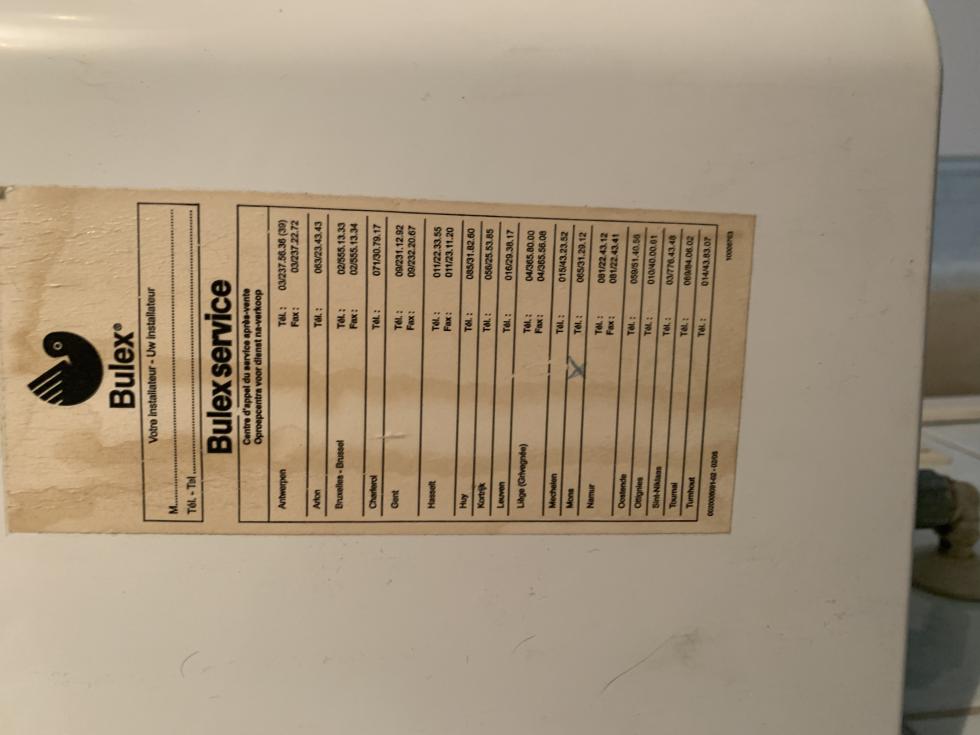 Bulex®
Votre installateur - Uw installateur
M
Tél. - Tel
Bulex service
Centre d'appel du service après-vente
Oproepcentra voor dienst na-verkoop
Antwerpen Tél. : 03/237.56.36 (39)
Fax : 03/237.22.72
Arlon Tél. : 063/23.43.43
Bruxelles - Brussel Tél. : 02/555.13.33
Fax : 02/555.13.34
Charleroi Tél. : 071/30.79.17
Gent Tél. : 09/231.12.92
Fax : 09/232.20.67
Hasselt Tél. : 011/22.33.55
Fax : 011/23.11.20
Huy Tél. : 085/31.82.60
Kortrijk Tél. : 056/25.53.85
Leuven Tél. : 016/29.38.17
Liège (Grivegnée) Tél. : 04/365.80.00
Fax : 04/365.56.08
Mechelen Tél. : 015/43.23.52
Mons Tél. : 065/31.29.12
Namur Tél. : 081/22.43.12
Fax : 081/22.43.41
Oostende Tél. : 059/51.40.56
Ottignies Tél. : 010/40.00.61
Sint-Niklaas Tél. : 03/776.43.48
Tournai Tél. : 069/84.06.02
Turnhout Tél. : 014/43.83.07